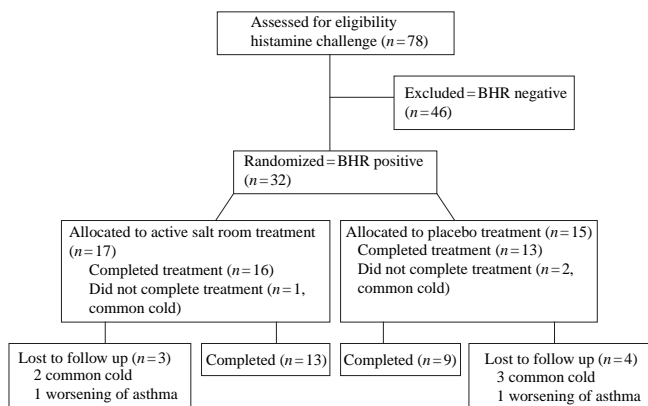 Assessed for eligibility
histamine challenge (n=78)
Excluded=BHR negative
(n=46)
Randomized=BHR positive
(n=32)
Allocated to active salt room treatment
(n=17)
Completed treatment (n=16)
Did not complete treatment (n=1,
common cold)
Allocated to placebo treatment (n=15)
Completed treatment (n=13)
Did not complete treatment (n=2,
common cold)
Lost to follow up (n=3)
2 common cold
1 worsening of asthma
Completed (n=13)
Completed (n=9)
Lost to follow up (n=4)
3 common cold
1 worsening of asthma